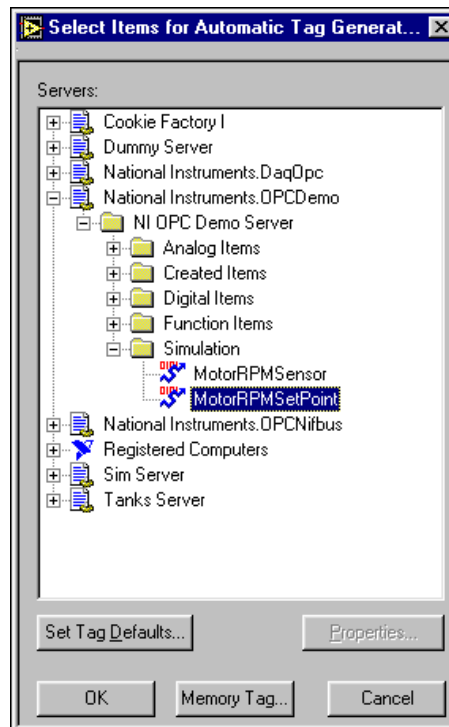 Select Items for Automatic Tag Generat...
Servers:
Cookie Factory I
Dummy Server
National Instruments.DaqOpc
National Instruments.OPCDemo
NI OPC Demo Server
Analog Items
Created Items
Digital Items
Function Items
Simulation
MotorRPMSensor
MotorRPMSetPoint
National Instruments.OPCNifbus
Registered Computers
Sim Server
Tanks Server
Set Tag Defaults... Properties...
OK Memory Tag... Cancel